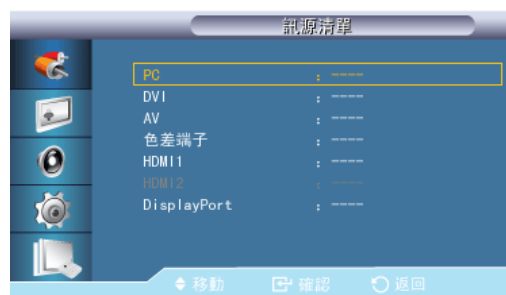 訊源清單
PC : ----
DVI : ----
AV : ----
色差端子 : ----
HDMI1 : ----
HDMI2 : ----
DisplayPort : ----
移動 確認 返回